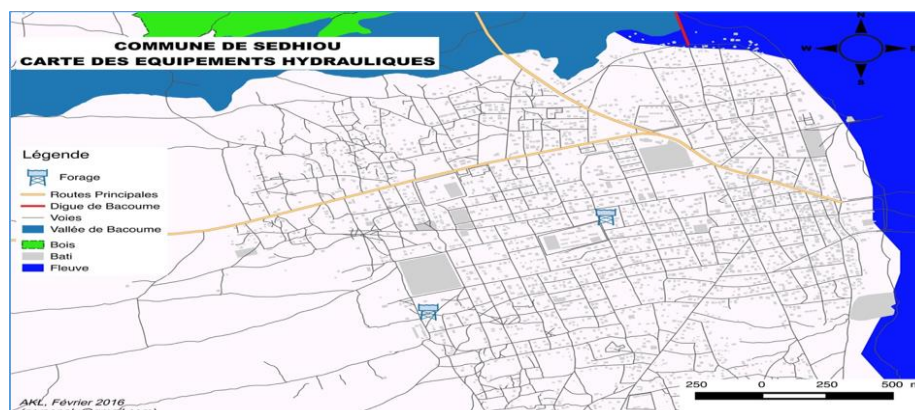 COMMUNE DE SEDHIOU
CARTE DES EQUIPEMENTS HYDRAULIQUES
N
W
S
Légende
Forage
Routes Principales
Digue de Bacoume
Voies
Vallée de Bacoume
Bois
Bati
Fleuve
AKL, Février 2016
250 0 250 500 m